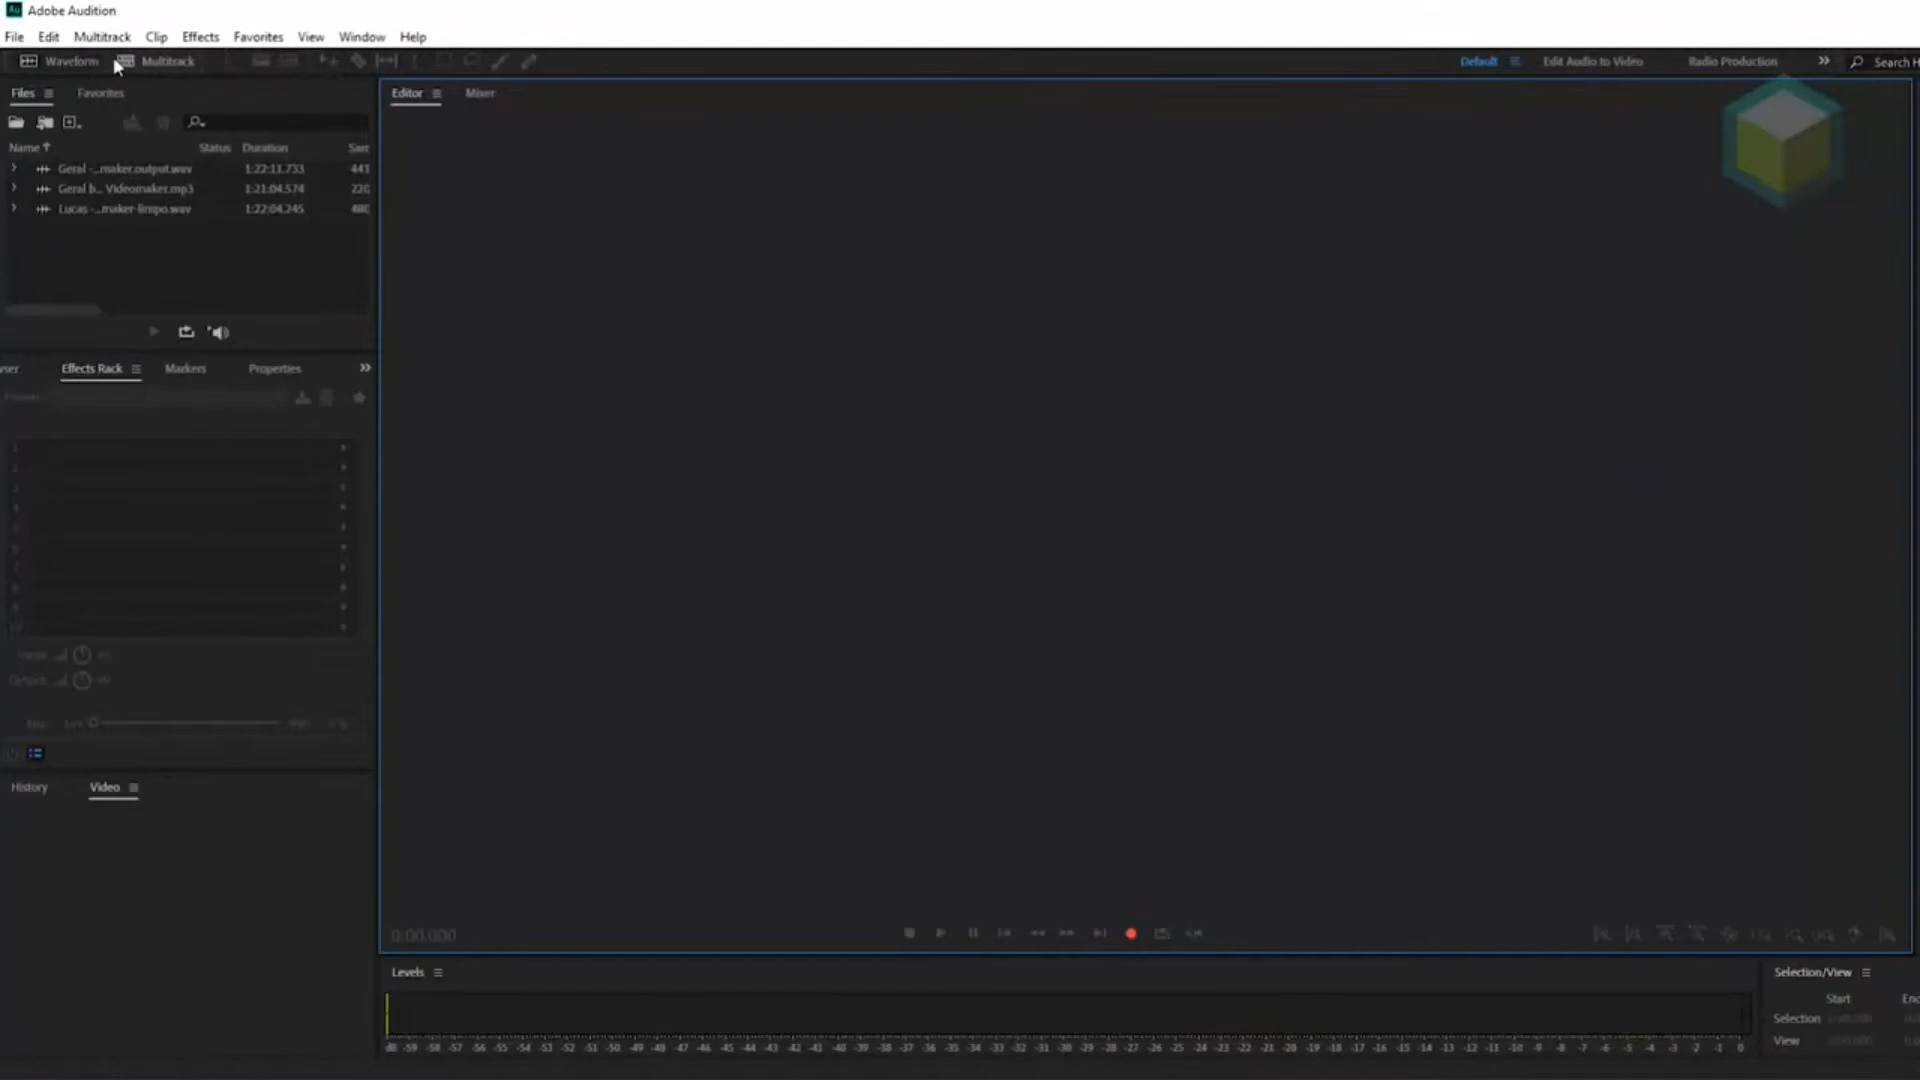 Au Adobe Audition
File Edit Multitrack Clip Effects Favorites View Window Help
Waveform Multitrack Default Edit Audio to Video Radio Production Search H
Files Favorites
Editor Mixer
Name Status Duration Sam
Geral -...maker.output.wav 1:22:11.733 441
Geral b... Videomaker.mp3 1:21:04.574 220
Lucas -...maker-limpo.wav 1:22:04.245 480
Effects Rack Markers Properties
History Video
0:00.000
Levels
dB -59 -58 -57 -56 -55 -54 -53 -52 -51 -50 -49 -48 -47 -46 -45 -44 -43 -42 -41 -40 -39 -38 -37 -36 -35 -34 -33 -32 -31 -30 -29 -28 -27 -26 -25 -24 -23 -22 -21 -20 -19 -18 -17 -16 -15 -14 -13 -12 -11 -10 -9 -8 -7 -6 -5 -4 -3 -2 -1 0
Selection/View
Start
Selection
View